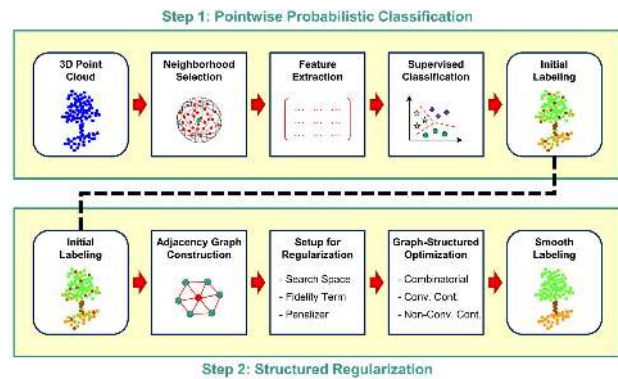 Step 1: Pointwise Probabilistic Classification
3D Point
Cloud
Neighborhood
Selection
Feature
Extraction
Supervised
Classification
Initial
Labeling
Initial
Labeling
Adjacency Graph
Construction
Setup for
Regularization
- Search Space
- Fidelity Term
- Penalizer
Graph-Structured
Optimization
- Combinatorial
- Conv. Cont.
- Non-Conv. Cont.
Smooth
Labeling
Step 2: Structured Regularization